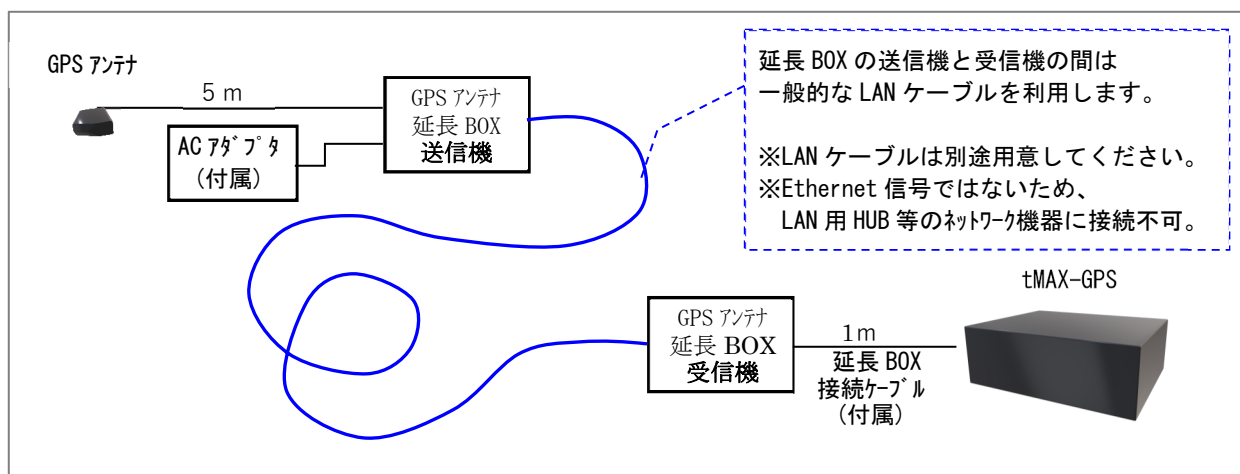 GPS ｱﾝﾃﾅ
5 m
GPS ｱﾝﾃﾅ
延長 BOX
送信機
AC ｱﾀﾞﾌﾟﾀ
(付属)
延長 BOX の送信機と受信機の間は
一般的な LAN ケーブルを利用します。
※LAN ケーブルは別途用意してください。
※Ethernet 信号ではないため、
LAN 用 HUB 等のﾈｯﾄﾜｰｸ機器に接続不可。
tMAX-GPS
GPS ｱﾝﾃﾅ
延長 BOX
受信機
1m
延長 BOX
接続ｹｰﾌﾞﾙ
(付属)